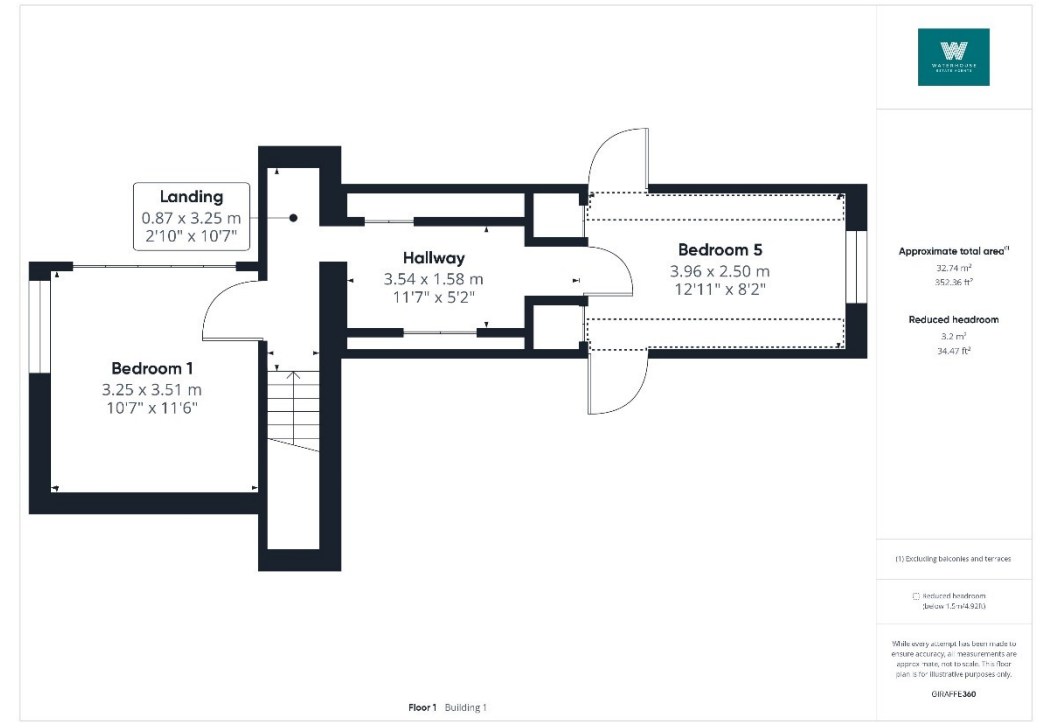 Landing
0.87 x 3.25 m
2'10" x 10'7"
Hallway
3.54 x 1.58 m
11'7" x 5'2"
Bedroom 5
3.96 x 2.50 m
12'11" x 8'2"
Bedroom 1
3.25 x 3.51 m
10'7" x 11'6"
Floor 1 Building 1
W
WATERHOUSE
ESTATE AGENTS
Approximate total area(1)
32.74 m²
352.36 ft²
Reduced headroom
3.2 m²
34.47 ft²
(1) Excluding balconies and terraces
Reduced headroom
(below 1.5m/4.92ft)
While every attempt has been made to
ensure accuracy, all measurements are
approximate, not to scale. This floor
plan is for illustrative purposes only.
GIRAFFE360